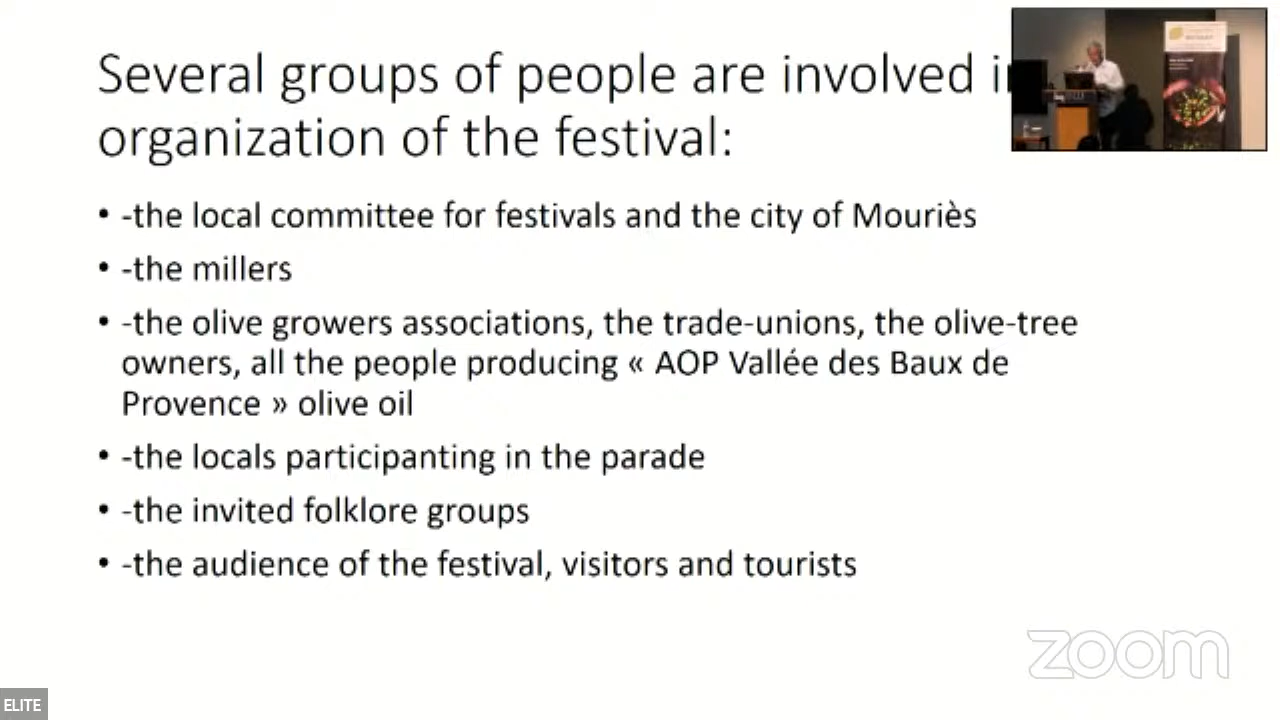 Several groups of people are involved
organization of the festival:
• -the local committee for festivals and the city of Mouriès
• -the millers
• -the olive growers associations, the trade-unions, the olive-tree
owners, all the people producing « AOP Vallée des Baux de
Provence » olive oil
• -the locals participanting in the parade
• -the invited folklore groups
• -the audience of the festival, visitors and tourists
zoom
ELITE